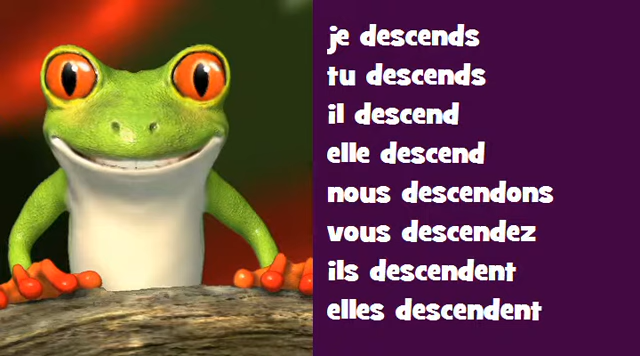 je descends
tu descends
il descend
elle descend
nous descendons
vous descendez
ils descendent
elles descendent